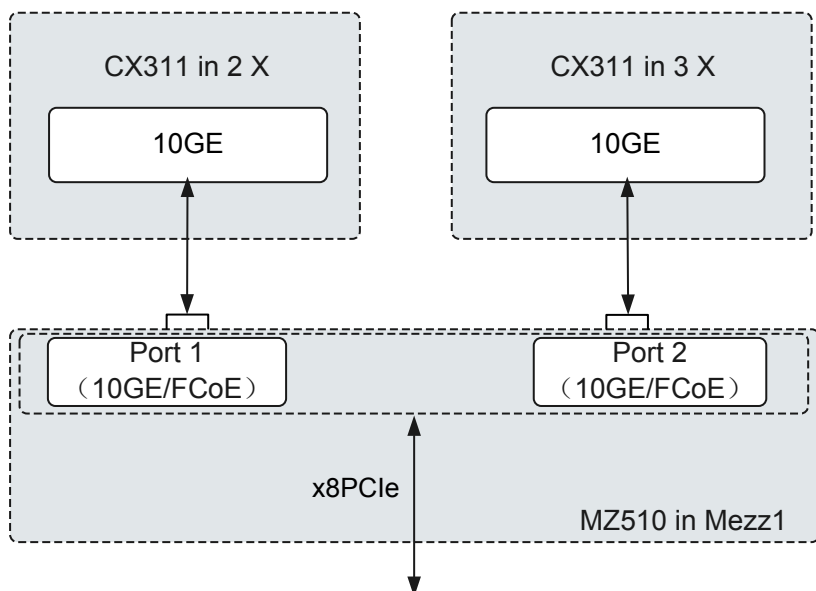 CX311 in 2 X
CX311 in 3 X
10GE
10GE
Port 1
（10GE/FCoE）
Port 2
（10GE/FCoE）
x8PCIe
MZ510 in Mezz1